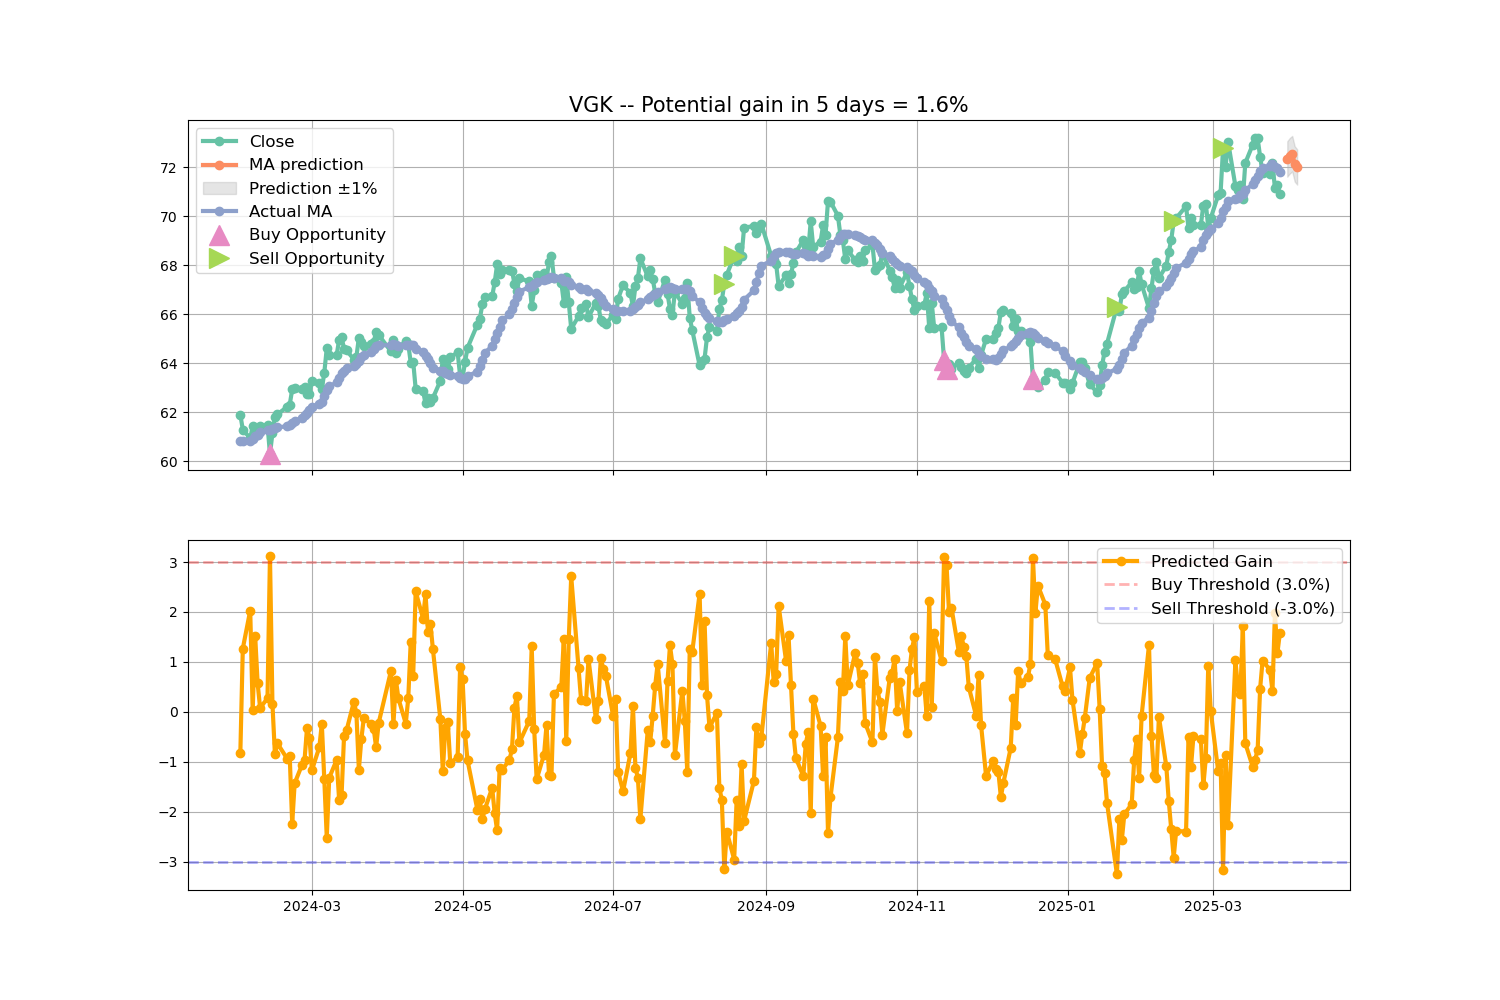 VGK -- Potential gain in 5 days = 1.6%
Close
MA prediction
Prediction ±1%
Actual MA
Buy Opportunity
Sell Opportunity
72
70
68
66
64
62
60
Predicted Gain
Buy Threshold (3.0%)
Sell Threshold (-3.0%)
3
2
1
0
−1
−2
−3
2024-03 2024-05 2024-07 2024-09 2024-11 2025-01 2025-03